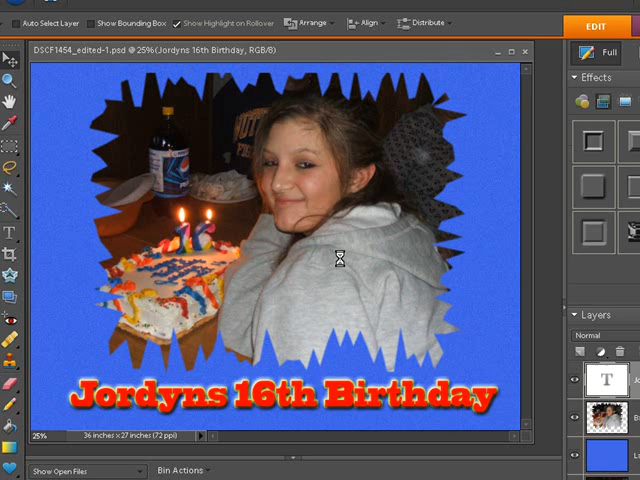 Auto Select Layer Show Bounding Box Show Highlight on Rollover Arrange Align Distribute
EDIT
DSCF1454_edited-1.psd @ 25%(Jordyns 16th Birthday, RGB/8)
Full
Effects
PEPSI
16
Jordyns 16th Birthday
Layers
Normal
T
25% 36 inches x 27 inches (72 ppi)
Show Open Files Bin Actions